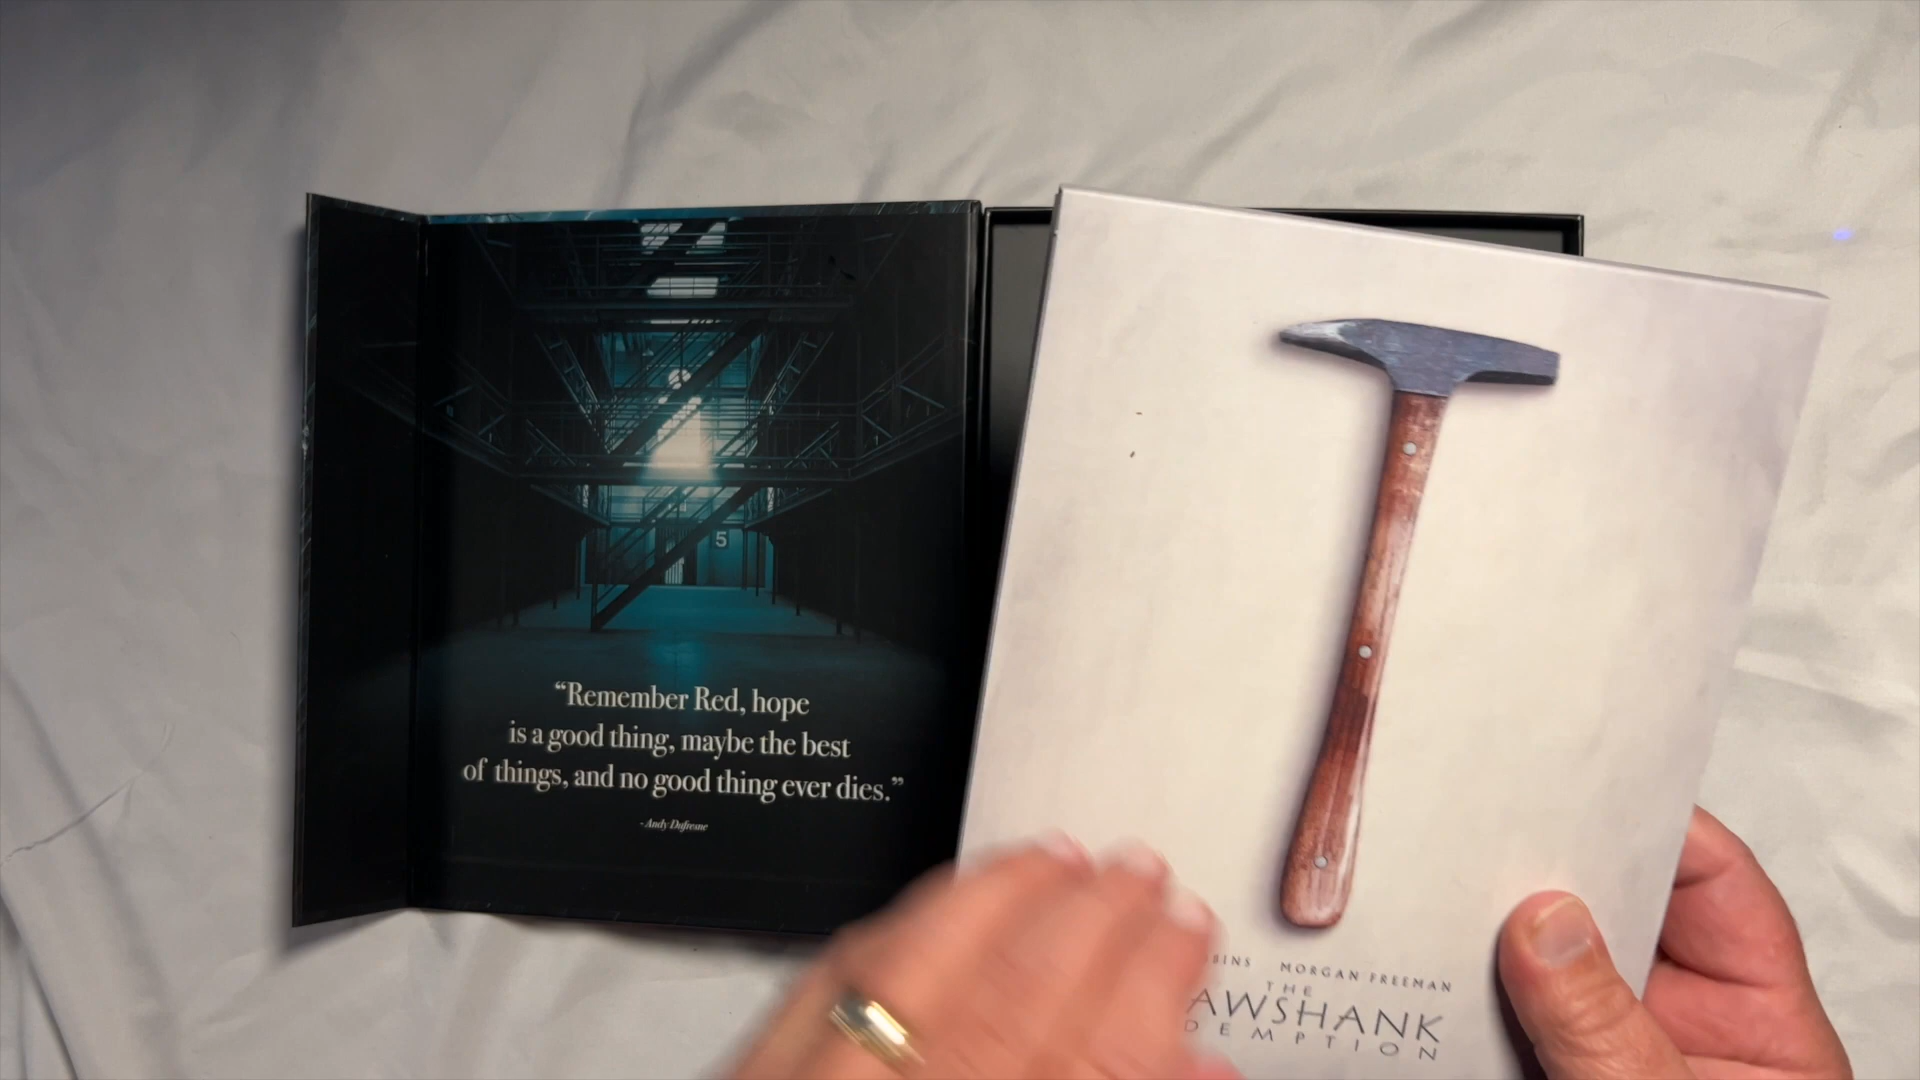 5
“Remember Red, hope
is a good thing, maybe the best
of things, and no good thing ever dies.”
- Andy Dufresne
BINS MORGAN FREEMAN
THE
AWSHANK
DEMPTION